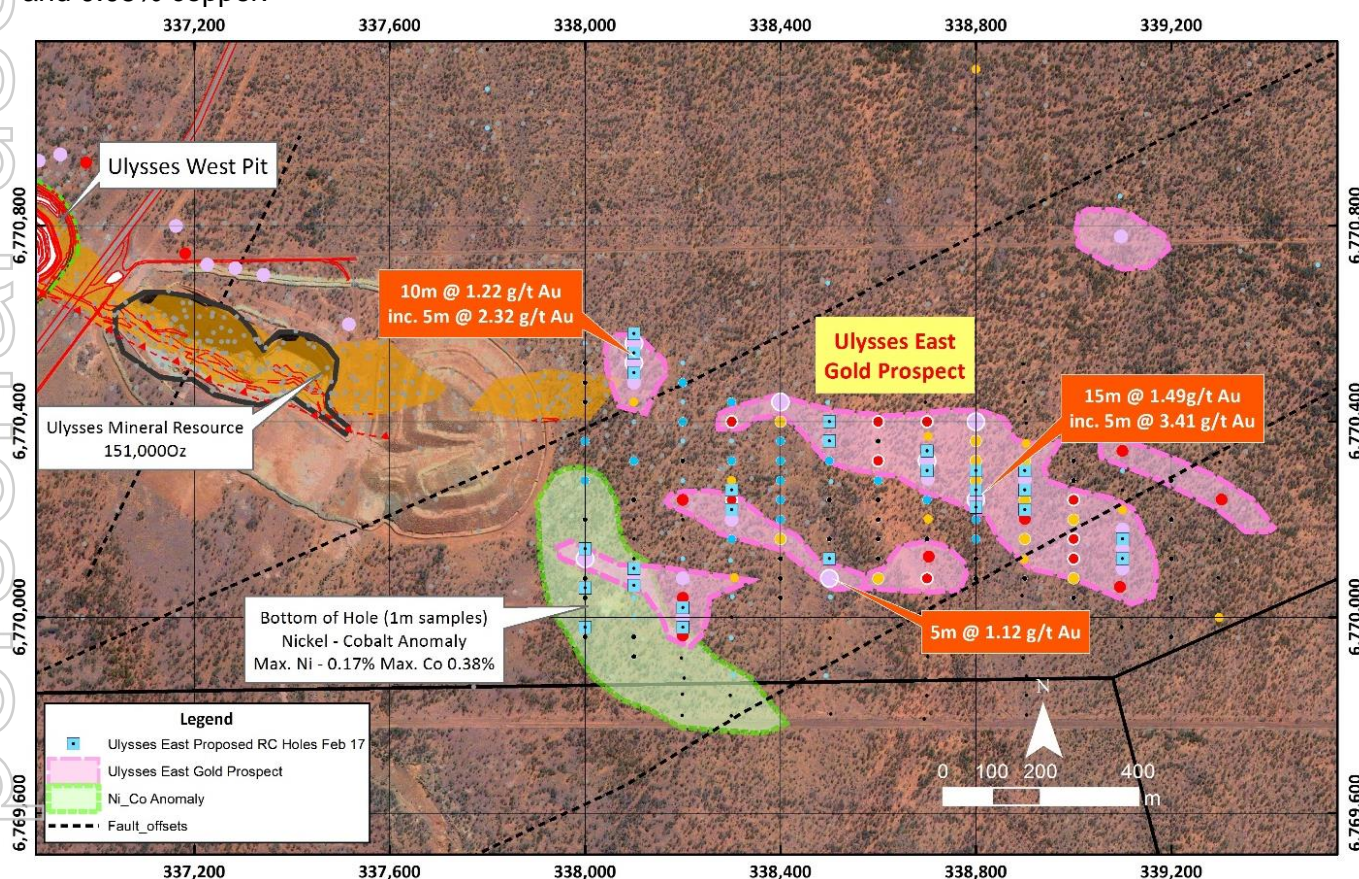 and copper.
337,200 337,600 338,000 338,400 338,800 339,200
6,770,800 6,770,800
Ulysses West Pit
10m @ 1.22 g/t Au
inc. 5m @ 2.32 g/t Au
Ulysses East
Gold Prospect
15m @ 1.49g/t Au
inc. 5m @ 3.41 g/t Au
6,770,400 6,770,400
Ulysses Mineral Resource
151,000Oz
Bottom of Hole (1m samples)
Nickel - Cobalt Anomaly
Max. Ni - 0.17% Max. Co 0.38%
5m @ 1.12 g/t Au
6,770,000 6,770,000
Legend
Ulysses East Proposed RC Holes Feb 17
Ulysses East Gold Prospect
Ni_Co Anomaly
Fault_offsets
N
0 100 200 400
m
6,769,600 6,769,600
337,200 337,600 338,000 338,400 338,800 339,200